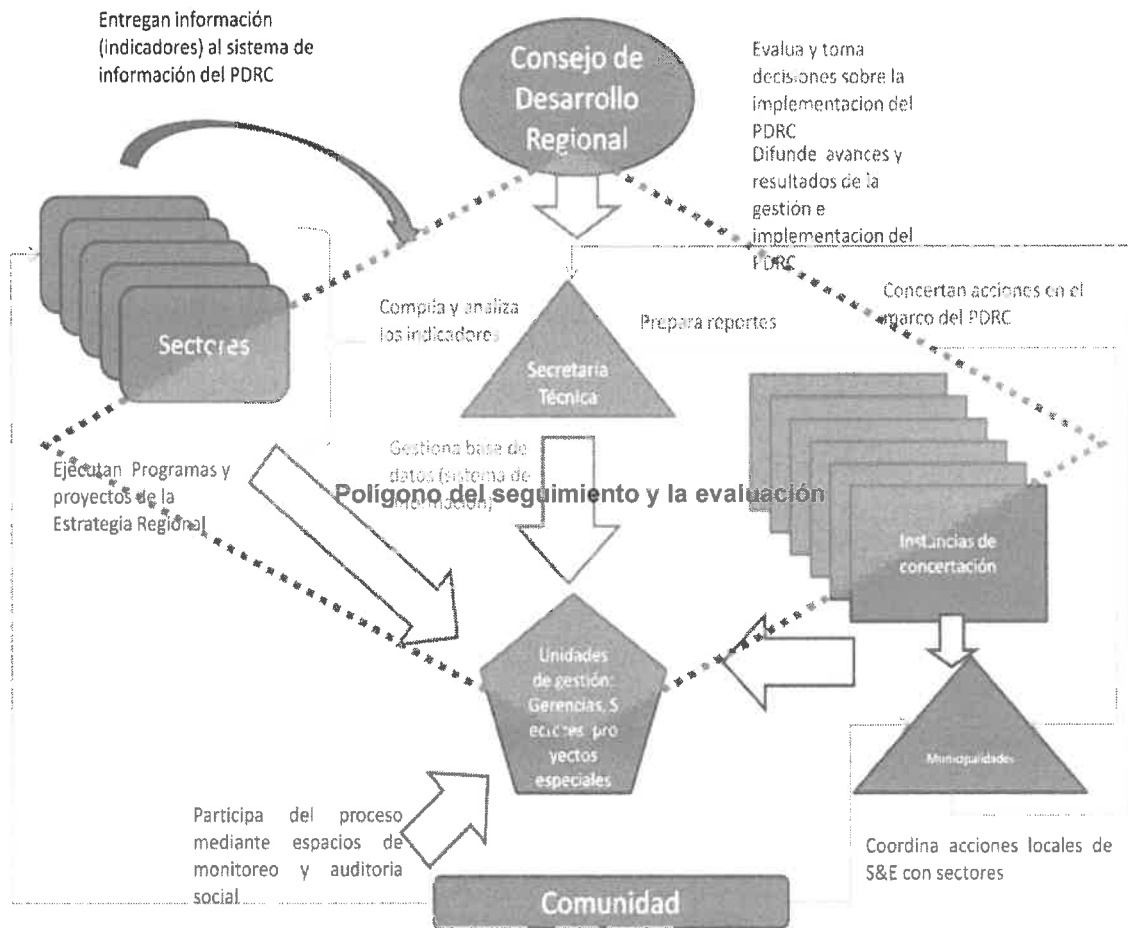 Entregan información
(indicadores) al sistema de
información del PDRC
Consejo de
Desarrollo
Regional
Evalua y toma
decisiones sobre la
implementacion del
PDRC
Difunde avances y
resultados de la
gestión e
implementacion del
PDRC
Sectores
Compila y analiza
los indicadores
Secretaria
Técnica
Prepara reportes
Concertan acciones en el
marco del PDRC
Ejecutan Programas y
proyectos de la
Estrategia Regional
Gestiona base de
datos (sistema de
información)
Polígono del seguimiento y la evaluación
Instancias de
concertación
Unidades
de gestión:
Gerencias, S
ectores, pro
yectos
especiales
Municipalidades
Participa del proceso
mediante espacios de
monitoreo y auditoria
social
Coordina acciones locales de
S&E con sectores
Comunidad